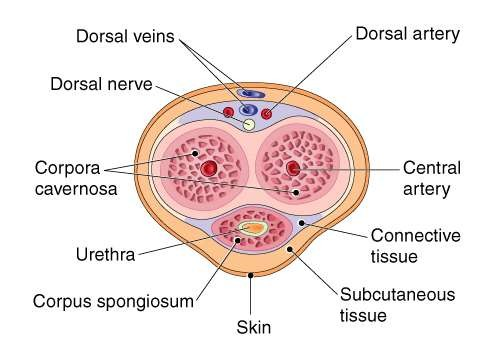 Dorsal veins
Dorsal artery
Dorsal nerve
Corpora
cavernosa
Central
artery
Urethra
Connective
tissue
Corpus spongiosum
Subcutaneous
tissue
Skin